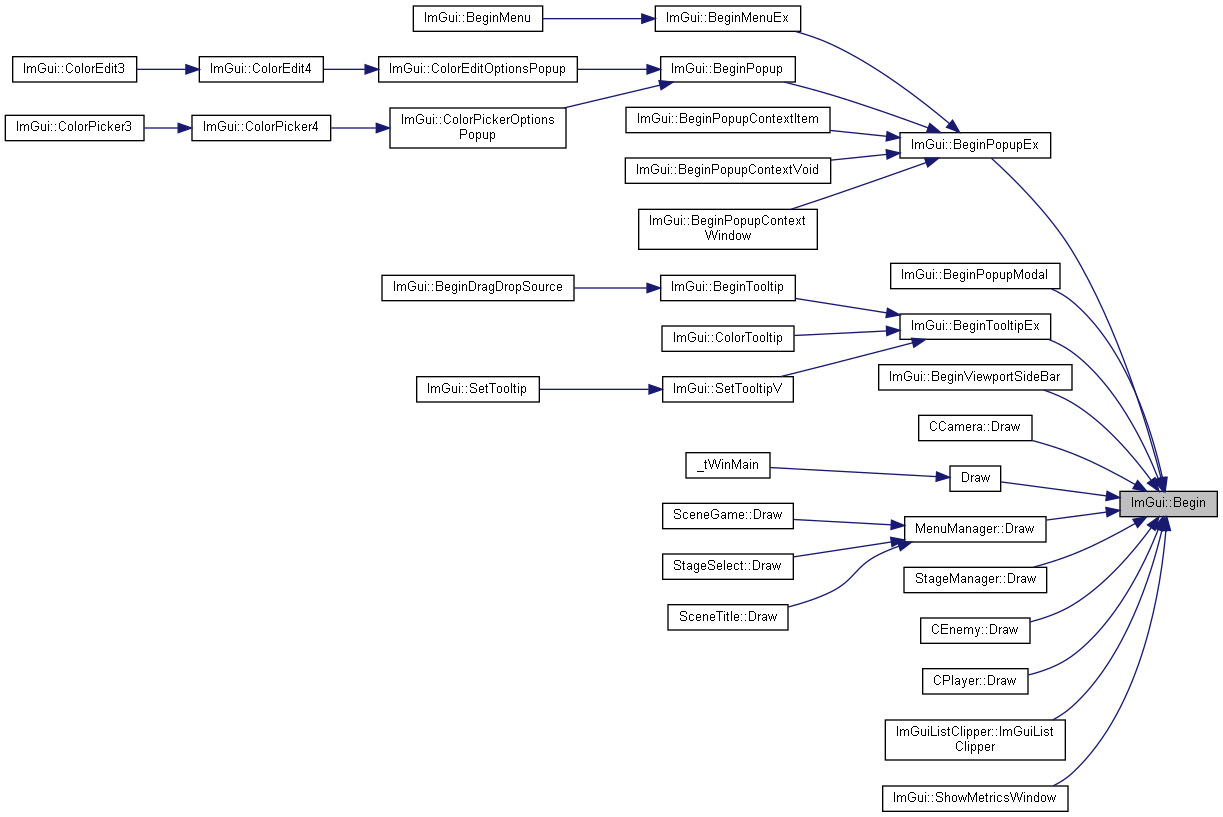 ImGui::BeginMenu
ImGui::BeginMenuEx
ImGui::ColorEdit3
ImGui::ColorEdit4
ImGui::ColorEditOptionsPopup
ImGui::BeginPopup
ImGui::ColorPicker3
ImGui::ColorPicker4
ImGui::ColorPickerOptions
Popup
ImGui::BeginPopupContextItem
ImGui::BeginPopupEx
ImGui::BeginPopupContextVoid
ImGui::BeginPopupContext
Window
ImGui::BeginPopupModal
ImGui::BeginDragDropSource
ImGui::BeginTooltip
ImGui::BeginTooltipEx
ImGui::ColorTooltip
ImGui::BeginViewportSideBar
ImGui::SetTooltip
ImGui::SetTooltipV
CCamera::Draw
_tWinMain
Draw
ImGui::Begin
SceneGame::Draw
MenuManager::Draw
StageSelect::Draw
StageManager::Draw
SceneTitle::Draw
CEnemy::Draw
CPlayer::Draw
ImGuiListClipper::ImGuiList
Clipper
ImGui::ShowMetricsWindow